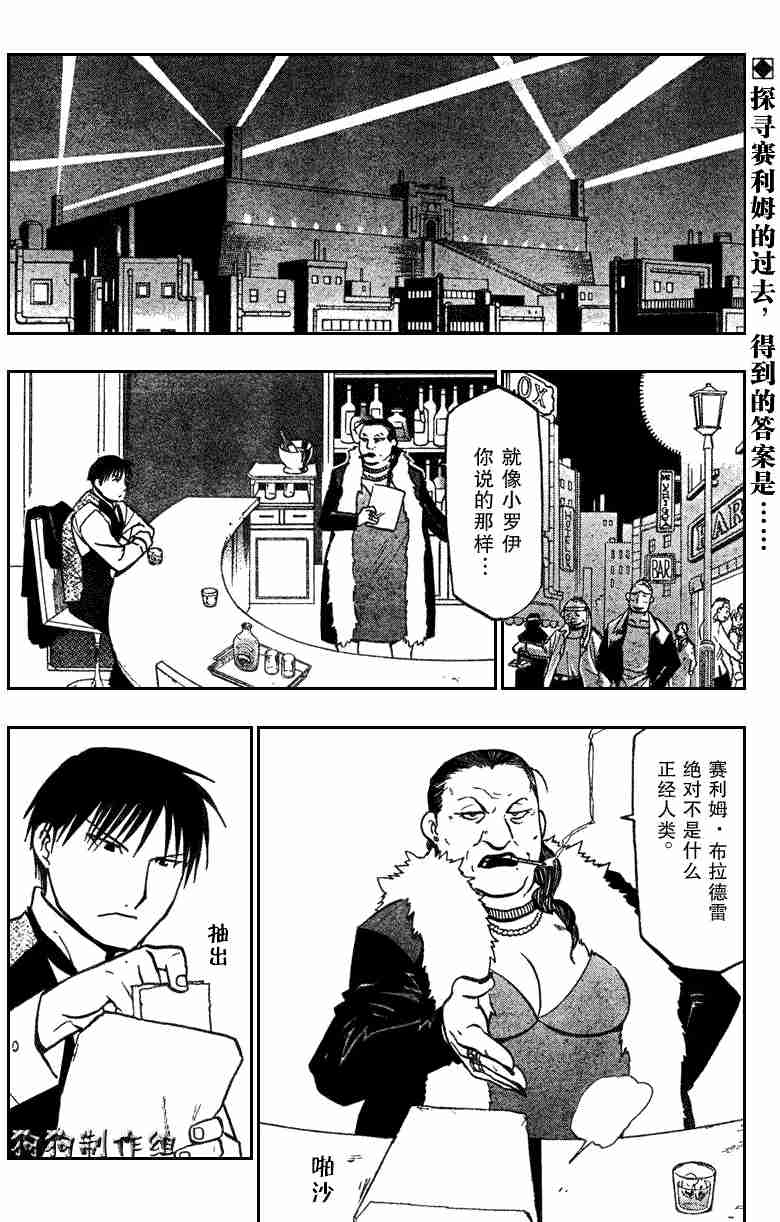 ◆探寻赛利姆的过去，得到的答案是……
OX
HOTEL
BAR
BAR
就像小罗伊
你说的那样…
赛利姆·布拉德雷
绝对不是什么
正经人类。
啪沙
抽出
狗狗制作组